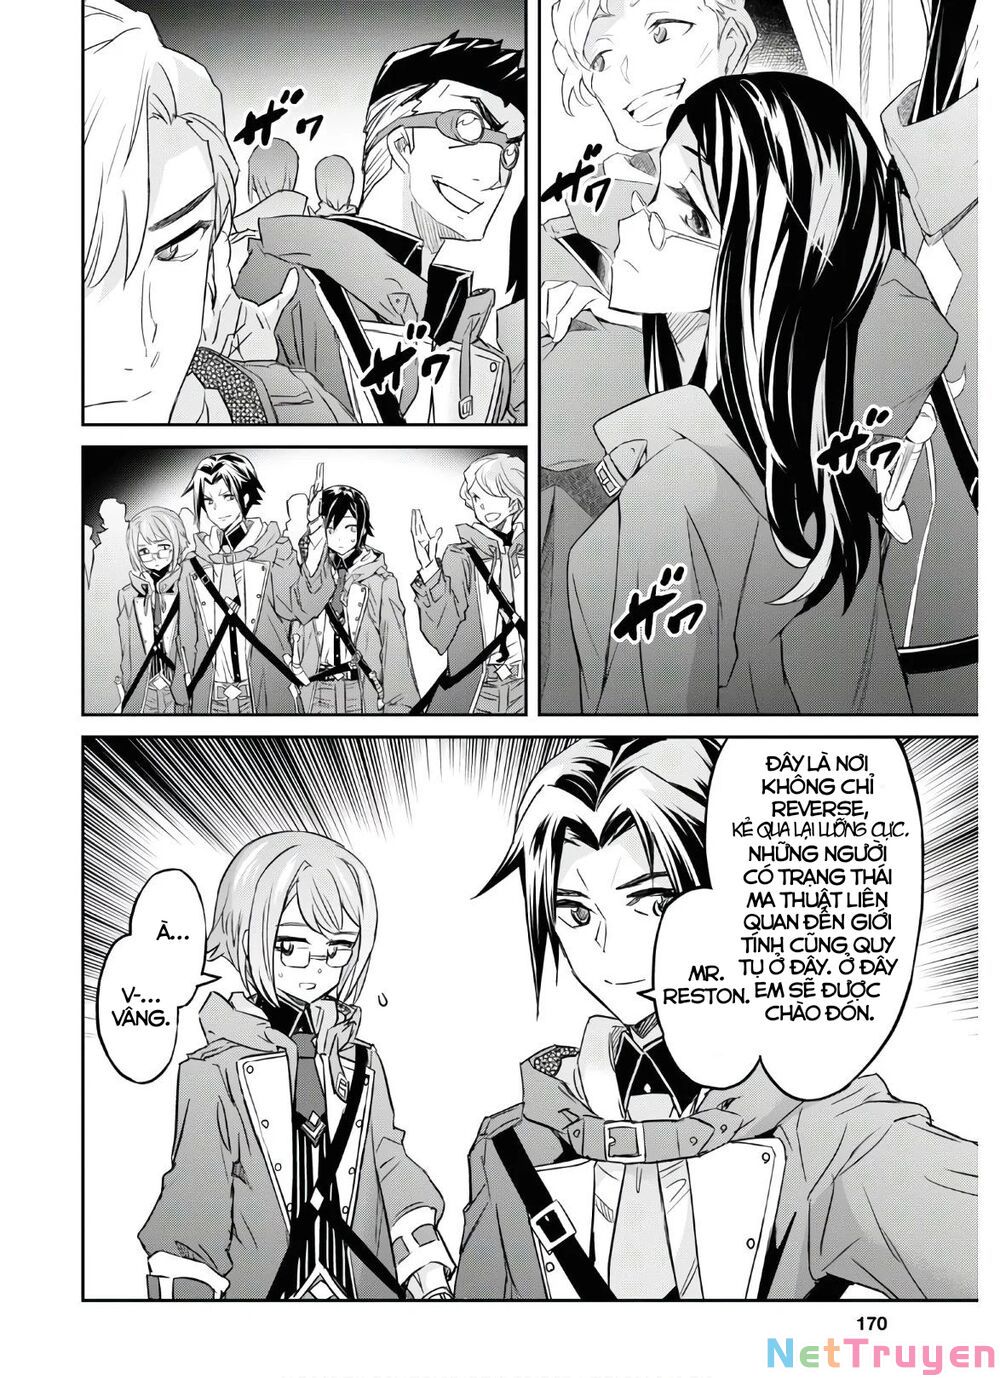 ザワ
ザワ
ザワ
ザワ
ザワ
ĐÂY LÀ NƠI
KHÔNG CHỈ
REVERSE,
KẺ QUA LẠI LƯỠNG CỰC.
NHỮNG NGƯỜI
CÓ TRẠNG THÁI
MA THUẬT LIÊN
QUAN ĐẾN GIỚI
TÍNH CŨNG QUY
TỤ Ở ĐÂY. Ở ĐÂY
EM SẼ ĐƯỢC
CHÀO ĐÓN.
MR.
RESTON.
À...
V-...
VÂNG.
170
NetTruyen